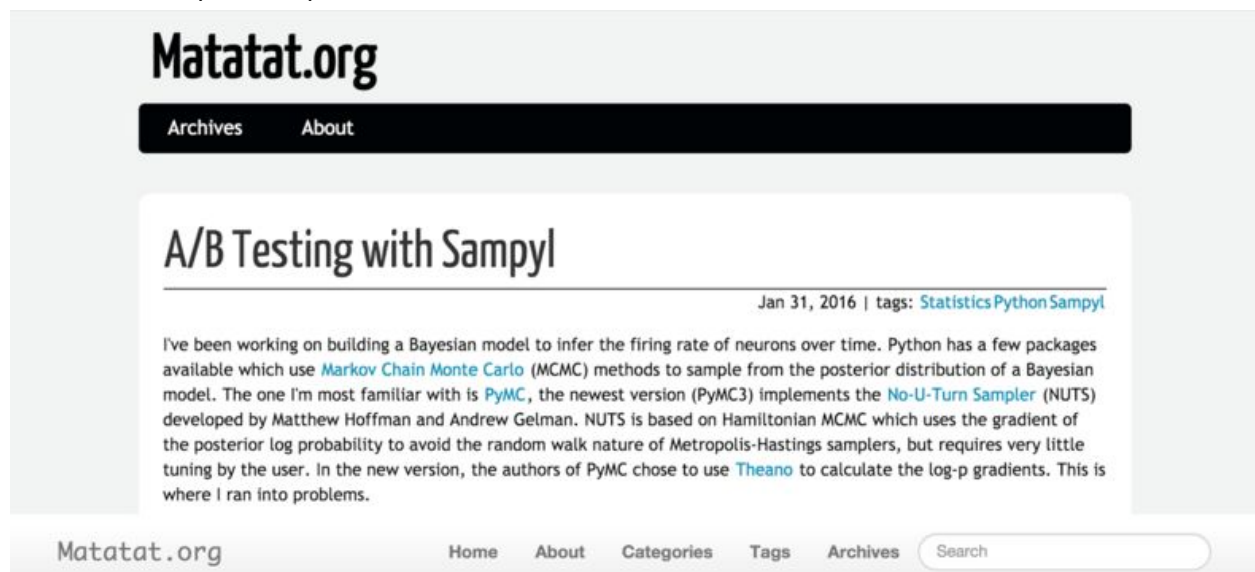 Matatat.org
Archives About
A/B Testing with Sampyl
Jan 31, 2016 | tags: Statistics Python Sampyl
I've been working on building a Bayesian model to infer the firing rate of neurons over time. Python has a few packages
available which use Markov Chain Monte Carlo (MCMC) methods to sample from the posterior distribution of a Bayesian
model. The one I'm most familiar with is PyMC, the newest version (PyMC3) implements the No-U-Turn Sampler (NUTS)
developed by Matthew Hoffman and Andrew Gelman. NUTS is based on Hamiltonian MCMC which uses the gradient of
the posterior log probability to avoid the random walk nature of Metropolis-Hastings samplers, but requires very little
tuning by the user. In the new version, the authors of PyMC chose to use Theano to calculate the log-p gradients. This is
where I ran into problems.
Matatat.org Home About Categories Tags Archives Search